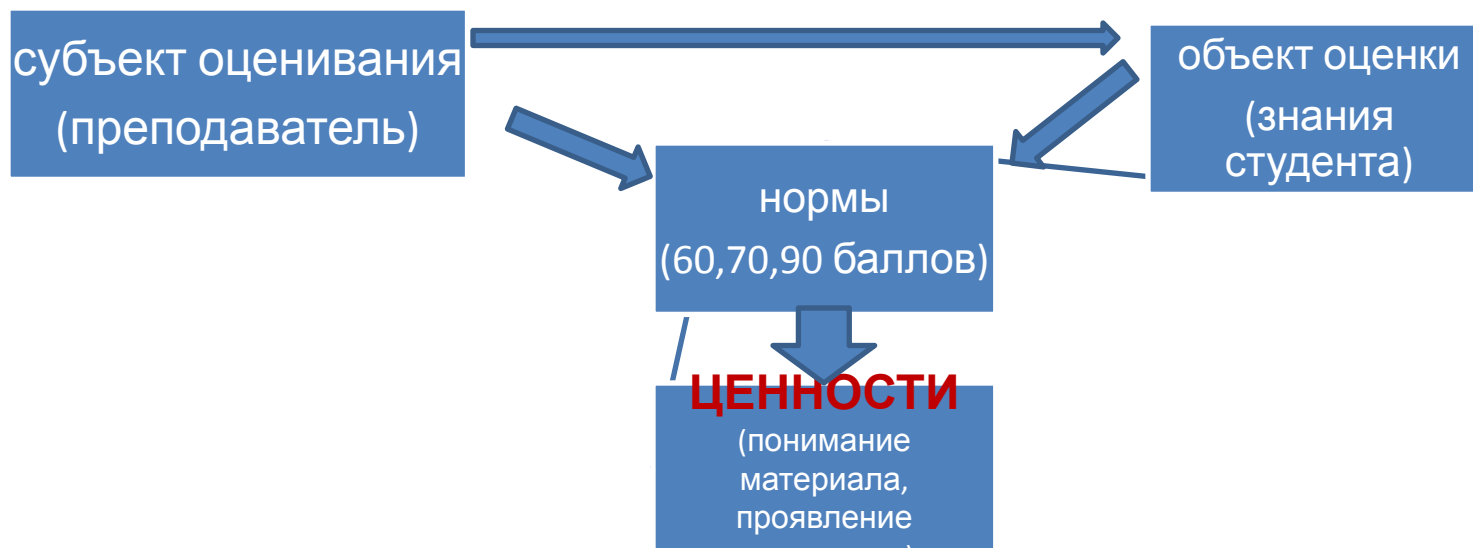 субъект оценивания
(преподаватель)
объект оценки
(знания
студента)
нормы
(60,70,90 баллов)
ЦЕННОСТИ
(понимание
материала,
проявление